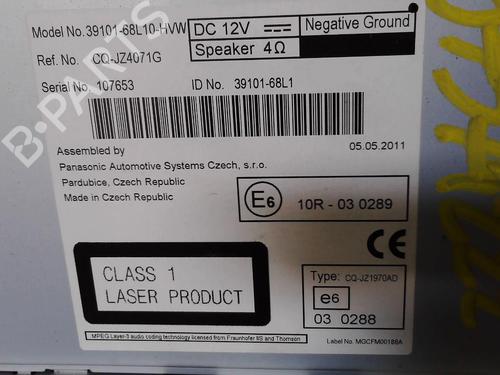 Model No. 39101-68L10-HVW
DC 12V
Negative Ground
Speaker 4Ω
Ref. No. CQ-JZ4071G
Serial No. 107653 ID No. 39101-68L1
Assembled by
05.05.2011
Panasonic Automotive Systems Czech, s.r.o.
Pardubice, Czech Republic
Made in Czech Republic
E6
10R - 03 0289
CE
CLASS 1
LASER PRODUCT
Type: CQ-JZ1970AD
e6
03 0288
MPEG Layer-3 audio coding technology licensed from Fraunhofer IIS and Thomson
Label No. MGCFM00188A
B-PARTS